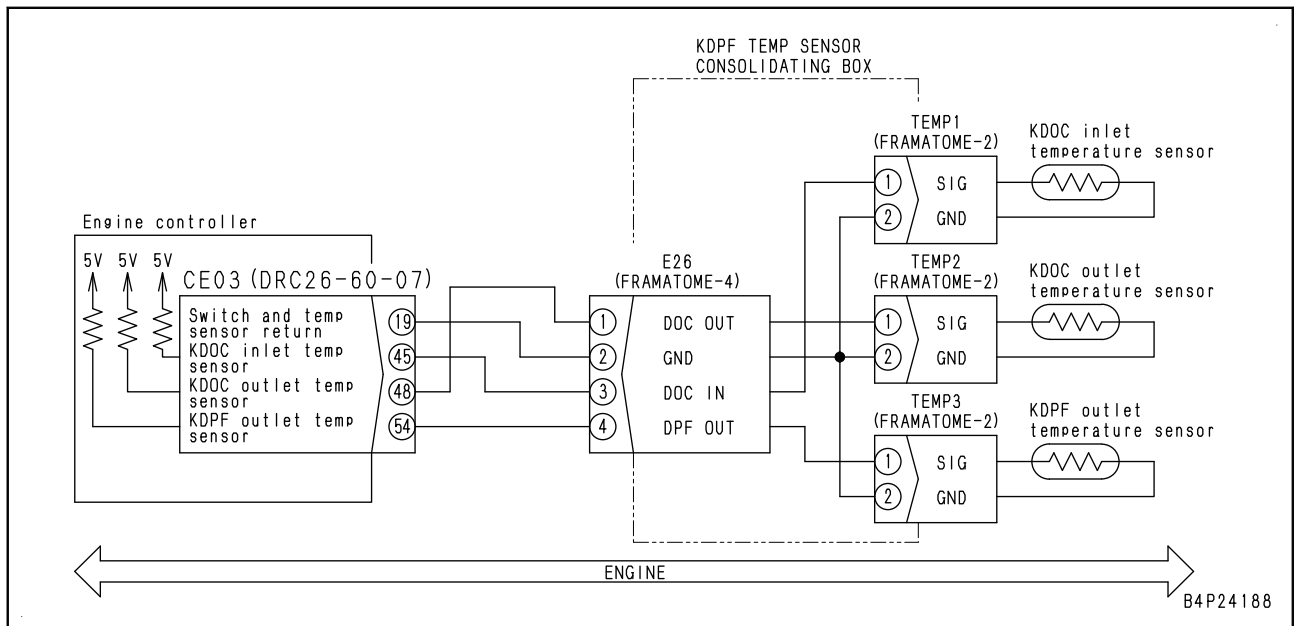 KDPF TEMP SENSOR
CONSOLIDATING BOX
TEMP1
(FRAMATOME-2)
KDOC inlet
temperature sensor
1
SIG
2
GND
Engine controller
5V
5V
5V
CE03 (DRC26-60-07)
Switch and temp
sensor return
19
KDOC inlet temp
sensor
45
KDOC outlet temp
sensor
48
KDPF outlet temp
sensor
54
E26
(FRAMATOME-4)
1
DOC OUT
2
GND
3
DOC IN
4
DPF OUT
TEMP2
(FRAMATOME-2)
KDOC outlet
temperature sensor
1
SIG
2
GND
TEMP3
(FRAMATOME-2)
KDPF outlet
temperature sensor
1
SIG
2
GND
ENGINE
B4P24188